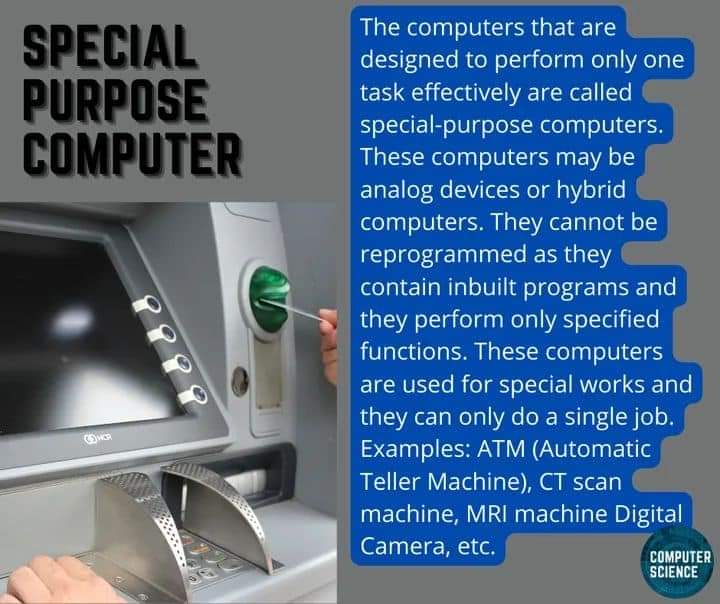 SPECIAL
PURPOSE
COMPUTER
The computers that are
designed to perform only one
task effectively are called
special-purpose computers.
These computers may be
analog devices or hybrid
computers. They cannot be
reprogrammed as they
contain inbuilt programs and
they perform only specified
functions. These computers
are used for special works and
they can only do a single job.
Examples: ATM (Automatic
Teller Machine), CT scan
machine, MRI machine Digital
Camera, etc.
NCR
COMPUTER
SCIENCE